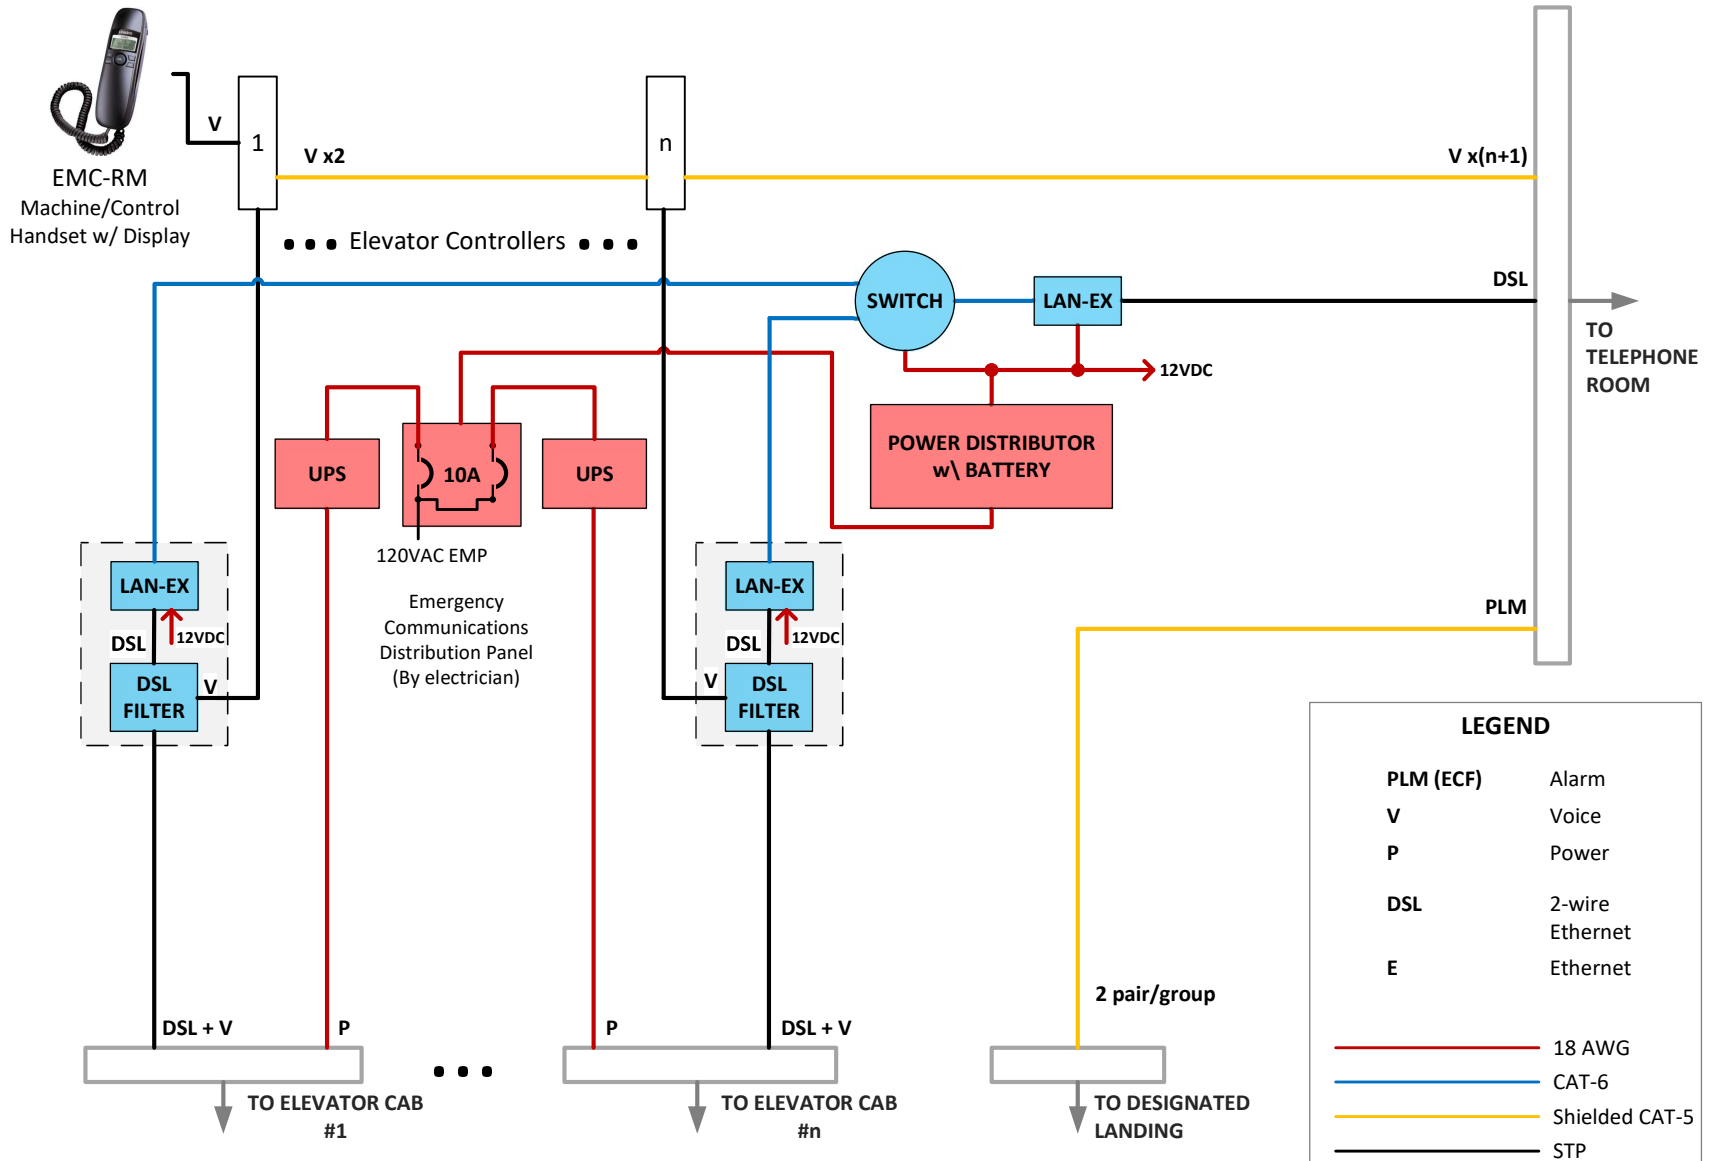 EMC-RM
Machine/Control
Handset w/ Display
V
1
V x2
n
V x(n+1)
Elevator Controllers
SWITCH
LAN-EX
DSL
TO
TELEPHONE
ROOM
12VDC
POWER DISTRIBUTOR
w\ BATTERY
UPS
10A
UPS
120VAC EMP
Emergency
Communications
Distribution Panel
(By electrician)
LAN-EX
12VDC
DSL
DSL
FILTER
V
LAN-EX
12VDC
DSL
V
DSL
FILTER
PLM
2 pair/group
DSL + V
P
P
DSL + V
TO ELEVATOR CAB
#1
TO ELEVATOR CAB
#n
TO DESIGNATED
LANDING
LEGEND
PLM (ECF) Alarm
V Voice
P Power
DSL 2-wire
Ethernet
E Ethernet
18 AWG
CAT-6
Shielded CAT-5
STP